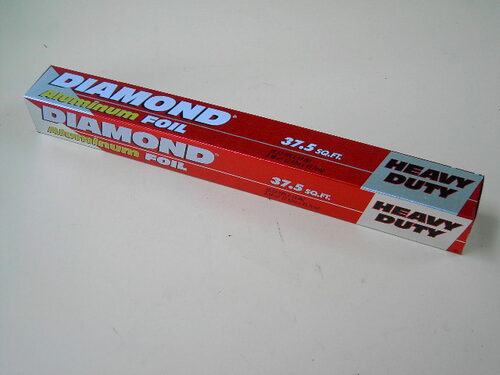 DIAMOND®
Aluminum FOIL
37.5 SQ.FT.
HEAVY
DUTY
DIAMOND®
Aluminum FOIL
37.5 SQ.FT.
HEAVY
DUTY